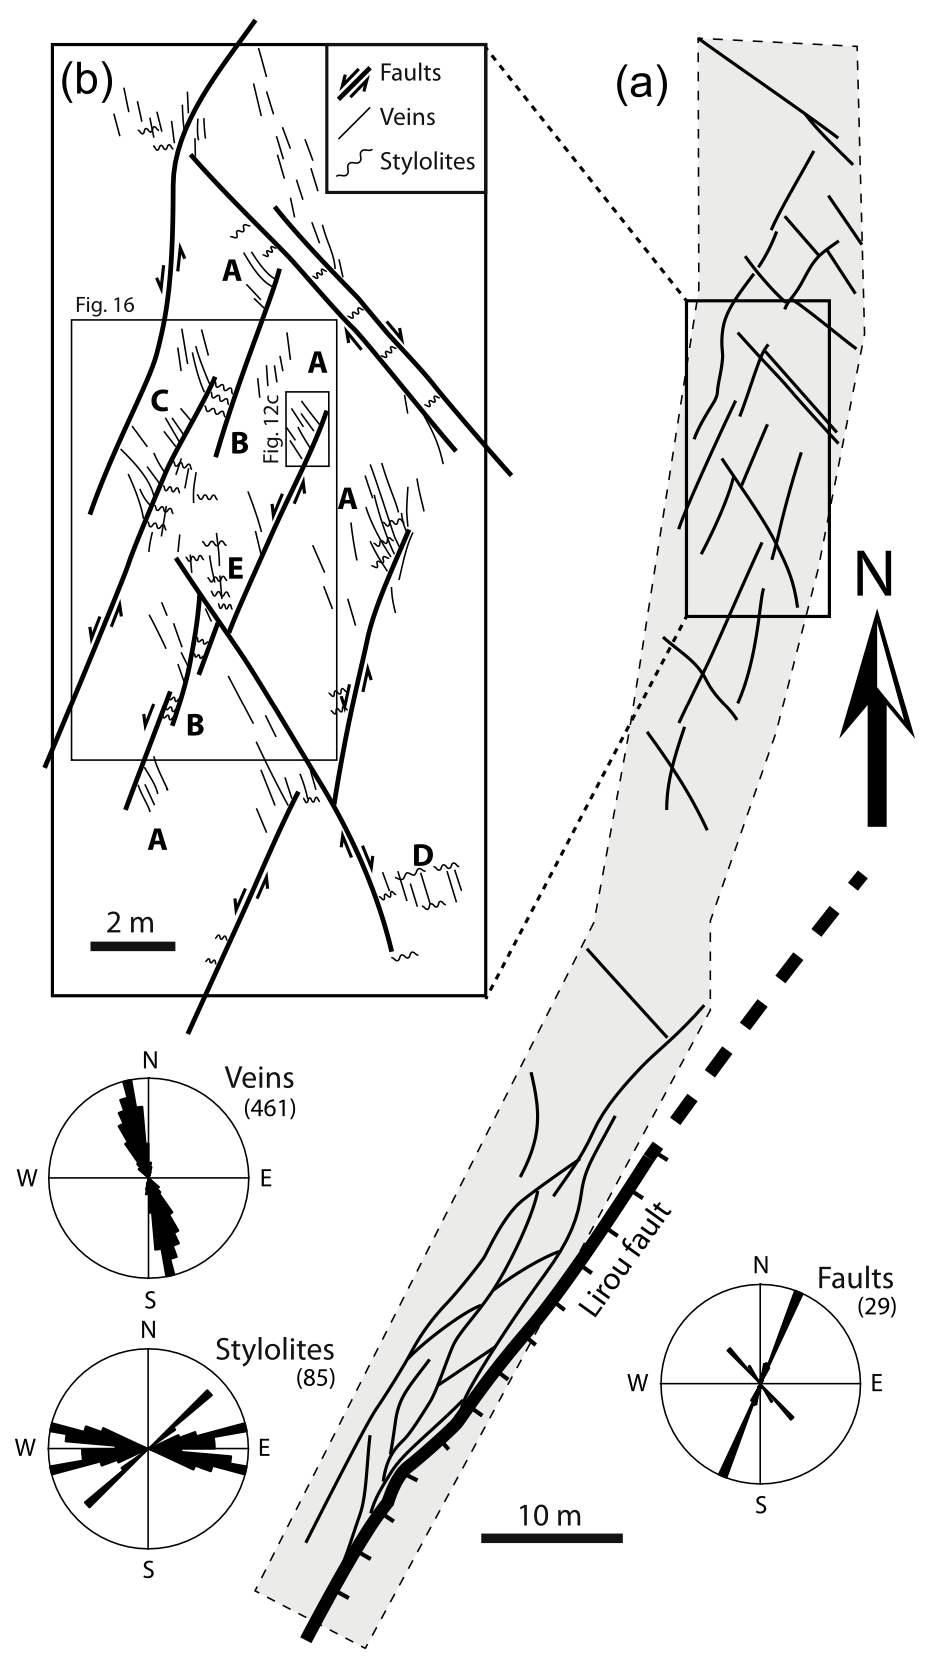 (b)
Faults
Veins
Stylolites
(a)
A
Fig. 16
A
C
B
Fig. 12c
A
E
B
A
D
2 m
N
N
Veins
(461)
W
E
S
N
Stylolites
(85)
W
E
S
Lirou fault
N
Faults
(29)
W
E
S
10 m